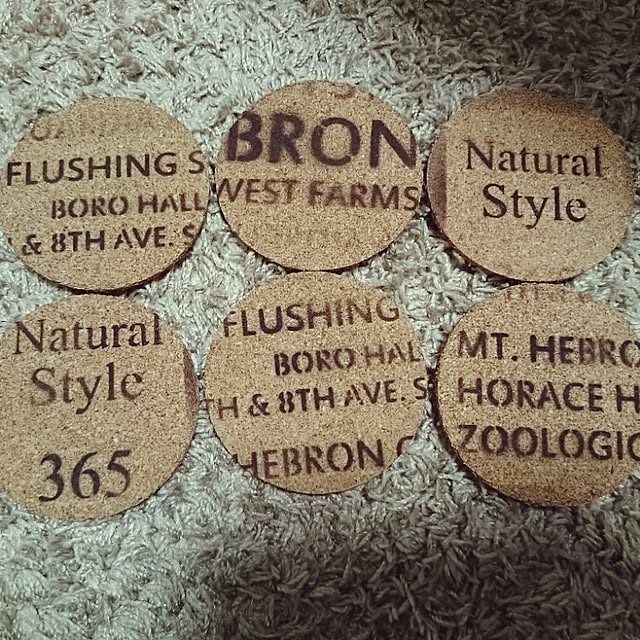 FLUSHING S
BORO HALL
& 8TH AVE. S
BRON
WEST FARMS
Natural
Style
Natural
Style
365
FLUSHING
BORO HAL
TH & 8TH AVE. S
HEBRON C
MT. HEBRO
HORACE H
ZOOLOGIC